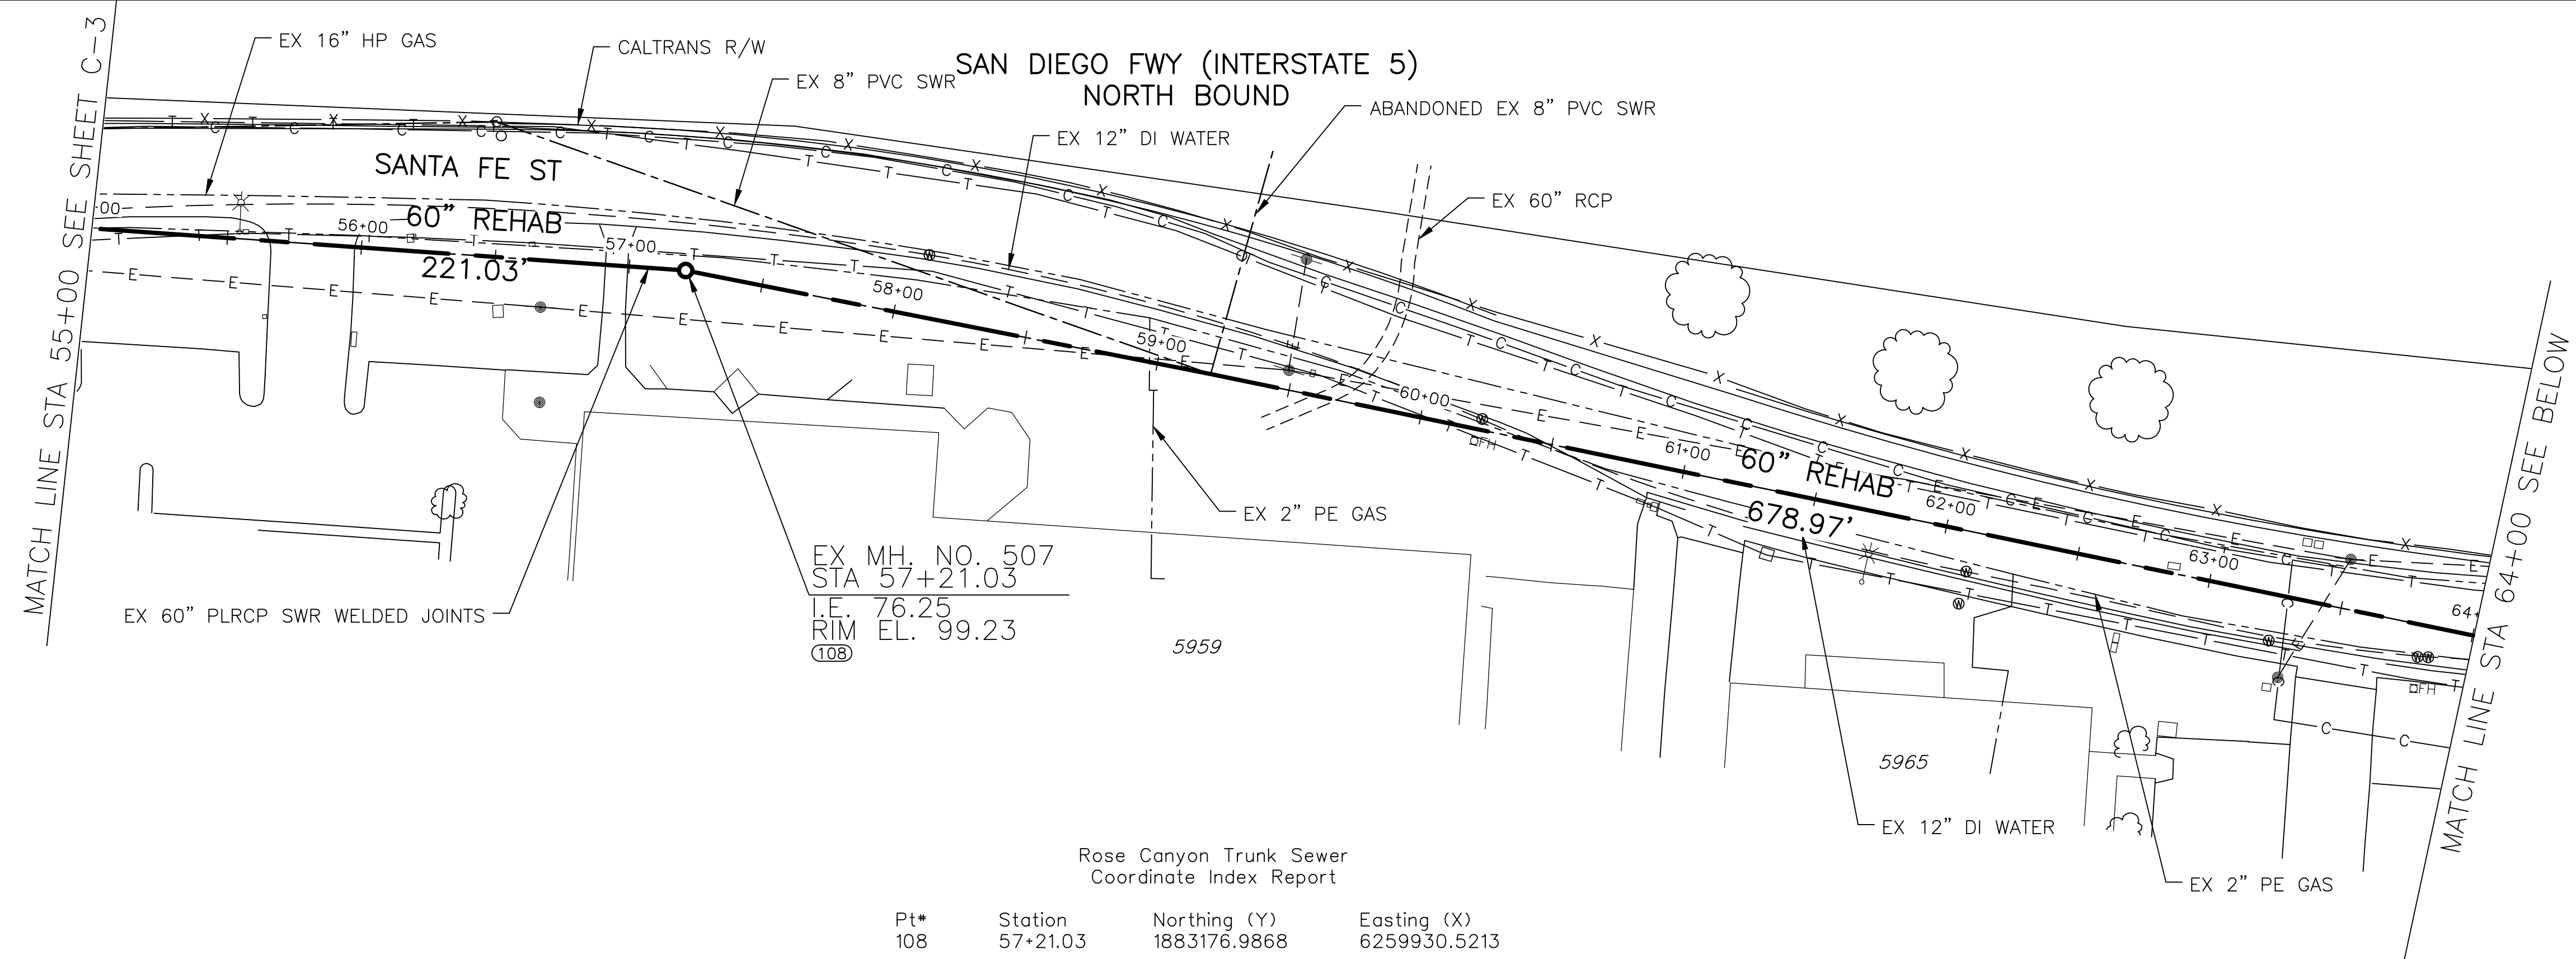 EX 16” HP GAS
CALTRANS R/W
EX 8” PVC SWR
SAN DIEGO FWY (INTERSTATE 5)
NORTH BOUND
ABANDONED EX 8” PVC SWR
EX 12” DI WATER
EX 60” RCP
MATCH LINE STA 55+00 SEE SHEET C-3
SANTA FE ST
60” REHAB
221.03’
00
56+00
57+00
58+00
59+00
60+00
61+00
62+00
63+00
64+
FH
60” REHAB
678.97’
EX 2” PE GAS
EX MH. NO. 507
STA 57+21.03
I.E. 76.25
RIM EL. 99.23
108
EX 60” PLRCP SWR WELDED JOINTS
5959
5965
FH
EX 12” DI WATER
EX 2” PE GAS
MATCH LINE STA 64+00 SEE BELOW
Rose Canyon Trunk Sewer
Coordinate Index Report
Pt# Station Northing (Y) Easting (X)
108 57+21.03 1883176.9868 6259930.5213